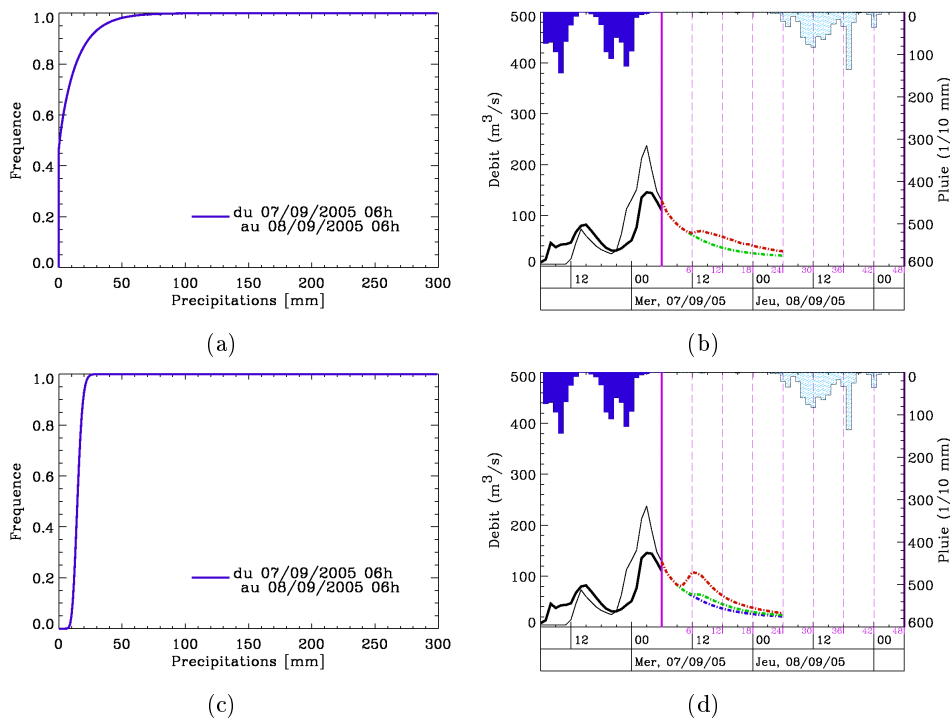 1.0
0.8
0.6
0.4
0.2
0.0
Frequence
du 07/09/2005 06h
au 08/09/2005 06h
0 50 100 150 200 250 300
Precipitations [mm]
(a)
500
400
300
200
100
0
Debit (m³/s)
0
100
200
300
400
500
600
Pluie (1/10 mm)
6 12 18 24 30 36 42 48
12 00 12 00 12 00
Mer, 07/09/05 Jeu, 08/09/05
(b)
1.0
0.8
0.6
0.4
0.2
0.0
Frequence
du 07/09/2005 06h
au 08/09/2005 06h
0 50 100 150 200 250 300
Precipitations [mm]
(c)
500
400
300
200
100
0
Debit (m³/s)
0
100
200
300
400
500
600
Pluie (1/10 mm)
6 12 18 24 30 36 42 48
12 00 12 00 12 00
Mer, 07/09/05 Jeu, 08/09/05
(d)